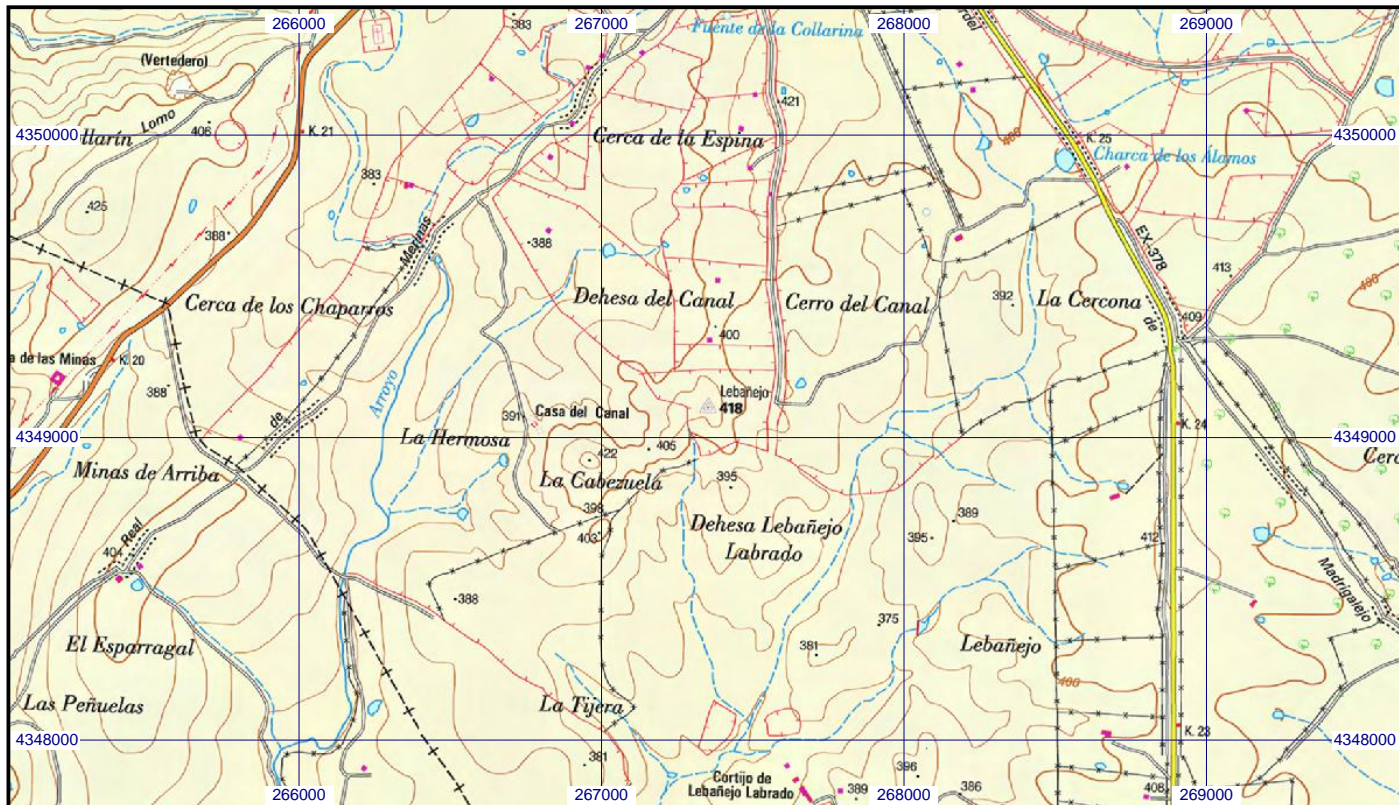 266000
267000
268000
269000
383
Fuente de la Collarina
(Vertedero)
421
406
Lomo
llarín
K. 21
4350000
4350000
Cerca de la Espina
K. 25
400
Charca de los Álamos
383
425
388
Merinas
388
EX-378
413
400
Cerca de los Chaparros
Dehesa del Canal
Cerro del Canal
392
La Cercona
de
409
400
a de las Minas
K. 20
388
Arroyo
Lebañejo
418
391
Casa del Canal
de
K. 24
4349000
4349000
La Hermosa
405
422
Minas de Arriba
La Cabezuela
395
Cerc
398
403
Dehesa Lebañejo
Labrado
389
395
412
Real
404
Madrigalejo
388
375
381
El Esparragal
Lebañejo
400
Las Peñuelas
La Tijera
K. 23
4348000
4348000
381
Cortijo de
Lebañejo Labrado
396
389
386
408
266000
267000
268000
269000